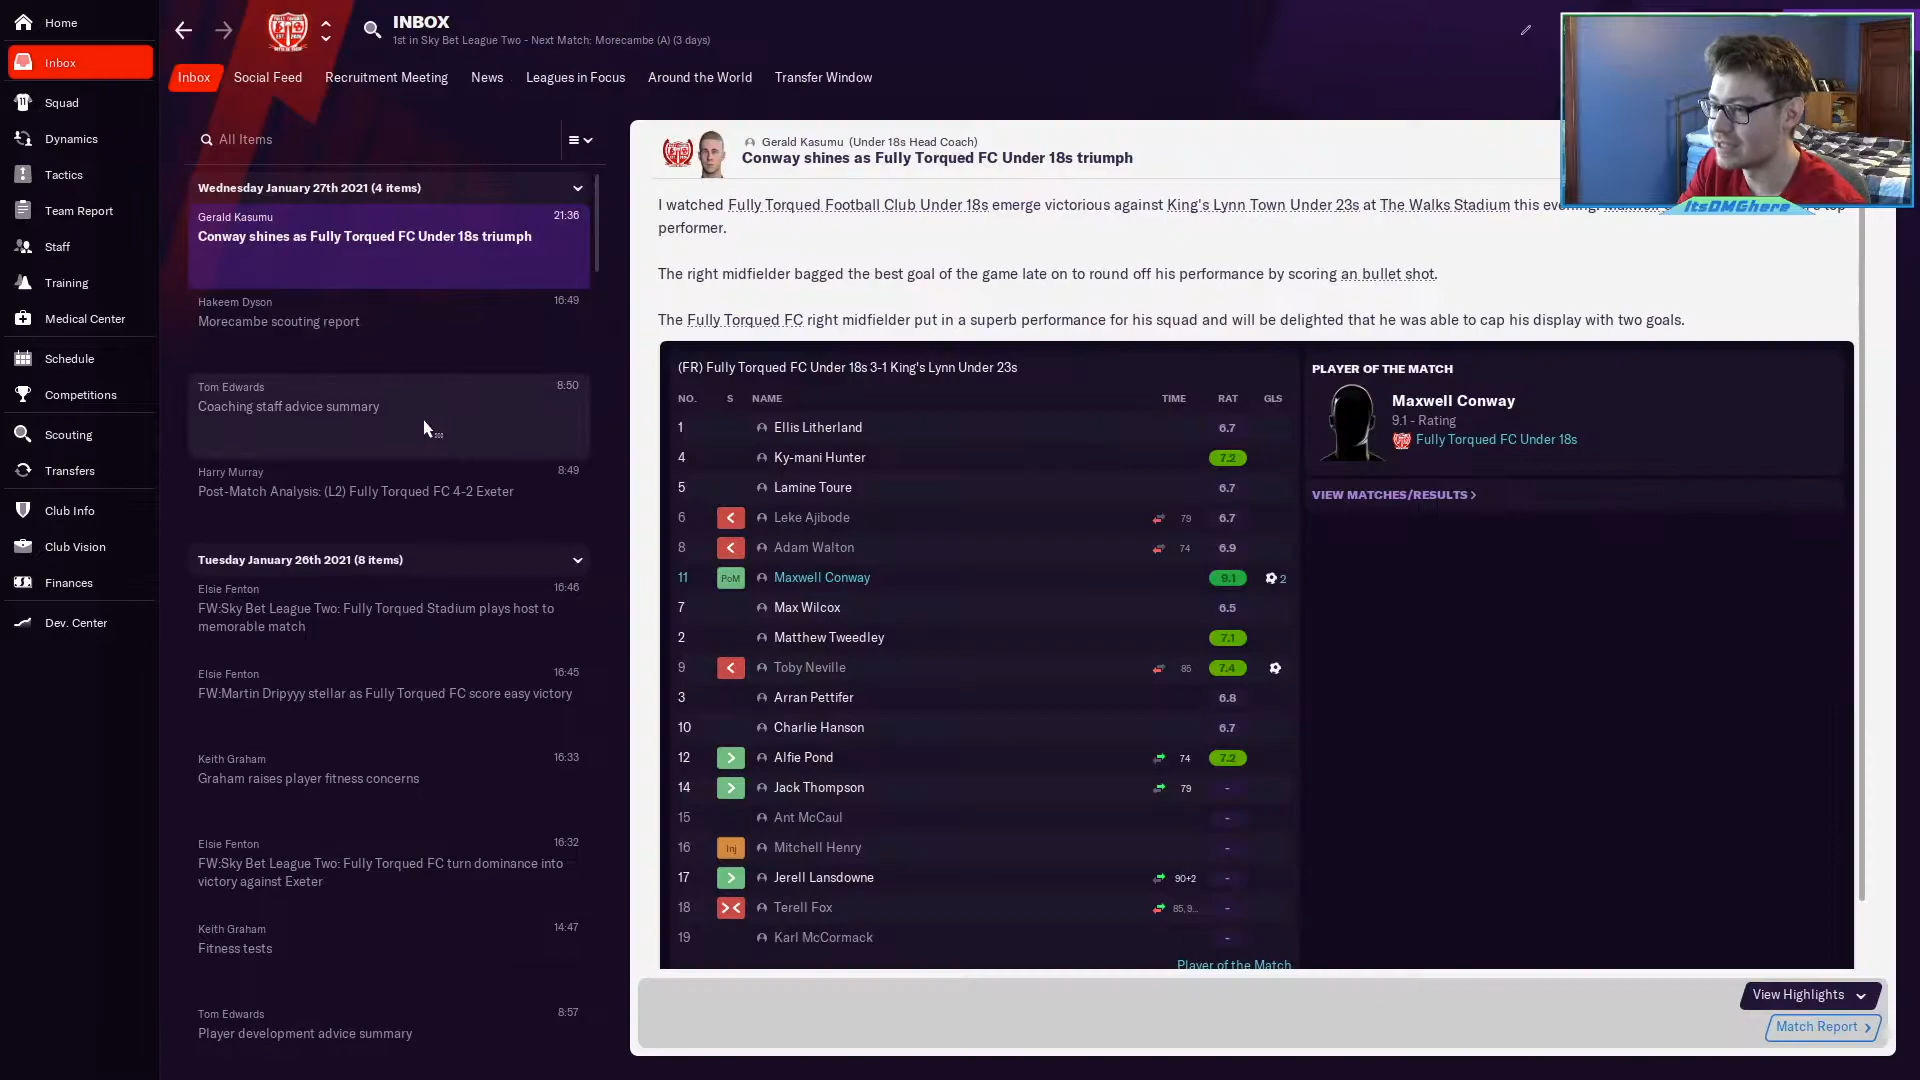 Home
Inbox
Squad
Dynamics
Tactics
Team Report
Staff
Training
Medical Center
Schedule
Competitions
Scouting
Transfers
Club Info
Club Vision
Finances
Dev. Center
INBOX
1st in Sky Bet League Two - Next Match: Morecambe (A) (3 days)
Inbox Social Feed Recruitment Meeting News Leagues in Focus Around the World Transfer Window
All Items
Wednesday January 27th 2021 (4 items)
Gerald Kasumu 21:36
Conway shines as Fully Torqued FC Under 18s triumph
Hakeem Dyson 16:49
Morecambe scouting report
Tom Edwards 8:50
Coaching staff advice summary
Harry Murray 8:49
Post-Match Analysis: (L2) Fully Torqued FC 4-2 Exeter
Tuesday January 26th 2021 (8 items)
Elsie Fenton 16:46
FW:Sky Bet League Two: Fully Torqued Stadium plays host to
memorable match
Elsie Fenton 16:45
FW:Martin Dripyyy stellar as Fully Torqued FC score easy victory
Keith Graham 16:33
Graham raises player fitness concerns
Elsie Fenton 16:32
FW:Sky Bet League Two: Fully Torqued FC turn dominance into
victory against Exeter
Keith Graham 14:47
Fitness tests
Tom Edwards 8:57
Player development advice summary
Gerald Kasumu (Under 18s Head Coach)
Conway shines as Fully Torqued FC Under 18s triumph
I watched Fully Torqued Football Club Under 18s emerge victorious against King's Lynn Town Under 23s at The Walks Stadium this
performer.
The right midfielder bagged the best goal of the game late on to round off his performance by scoring an bullet shot.
The Fully Torqued FC right midfielder put in a superb performance for his squad and will be delighted that he was able to cap his display with two goals.
(FR) Fully Torqued FC Under 18s 3-1 King's Lynn Under 23s
NO. S NAME TIME RAT GLS
1 Ellis Litherland 6.7
4 Ky-mani Hunter 7.2
5 Lamine Toure 6.7
6 Leke Ajibode 79 6.7
8 Adam Walton 74 6.9
11 PoM Maxwell Conway 9.1 2
7 Max Wilcox 6.5
2 Matthew Tweedley 7.1
9 Toby Neville 85 7.4
3 Arran Pettifer 6.8
10 Charlie Hanson 6.7
12 Alfie Pond 74 7.2
14 Jack Thompson 79 -
15 Ant McCaul -
16 Inj Mitchell Henry -
17 Jerell Lansdowne 90+2 -
18 Terell Fox 85,9... -
19 Karl McCormack -
Player of the Match
PLAYER OF THE MATCH
Maxwell Conway
9.1 - Rating
Fully Torqued FC Under 18s
VIEW MATCHES/RESULTS >
View Highlights
Match Report >
ItsDMGhere